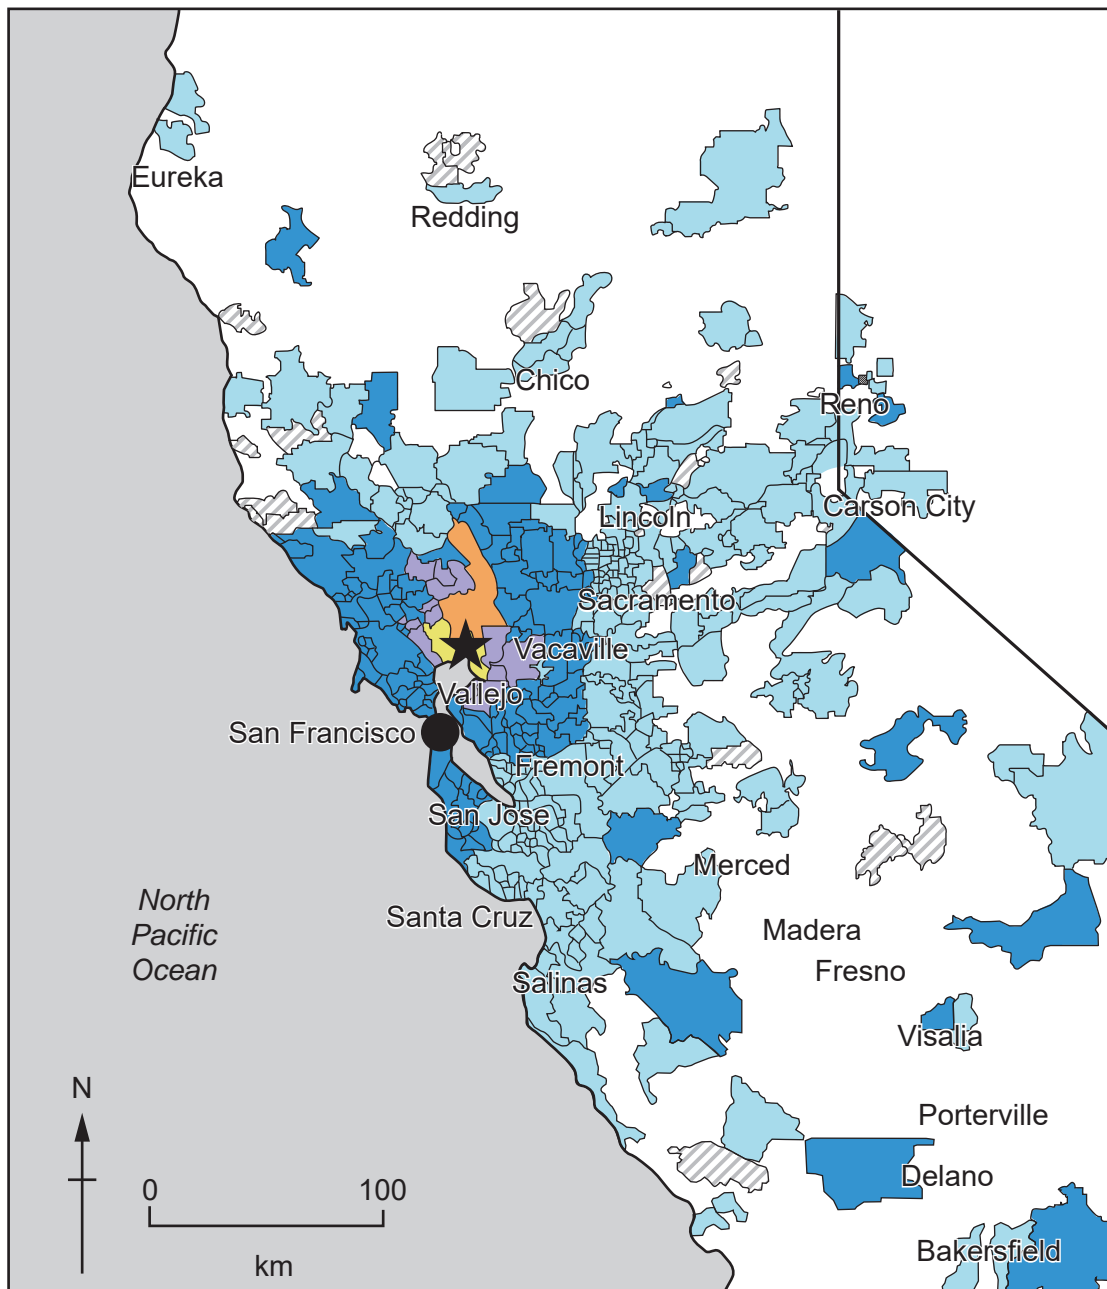 Eureka
Redding
Chico
Reno
Lincoln
Carson City
Sacramento
Vacaville
Vallejo
San Francisco
Fremont
San Jose
Merced
North
Pacific
Ocean
Santa Cruz
Madera
Fresno
Salinas
Visalia
N
Porterville
Delano
0 100
km
Bakersfield